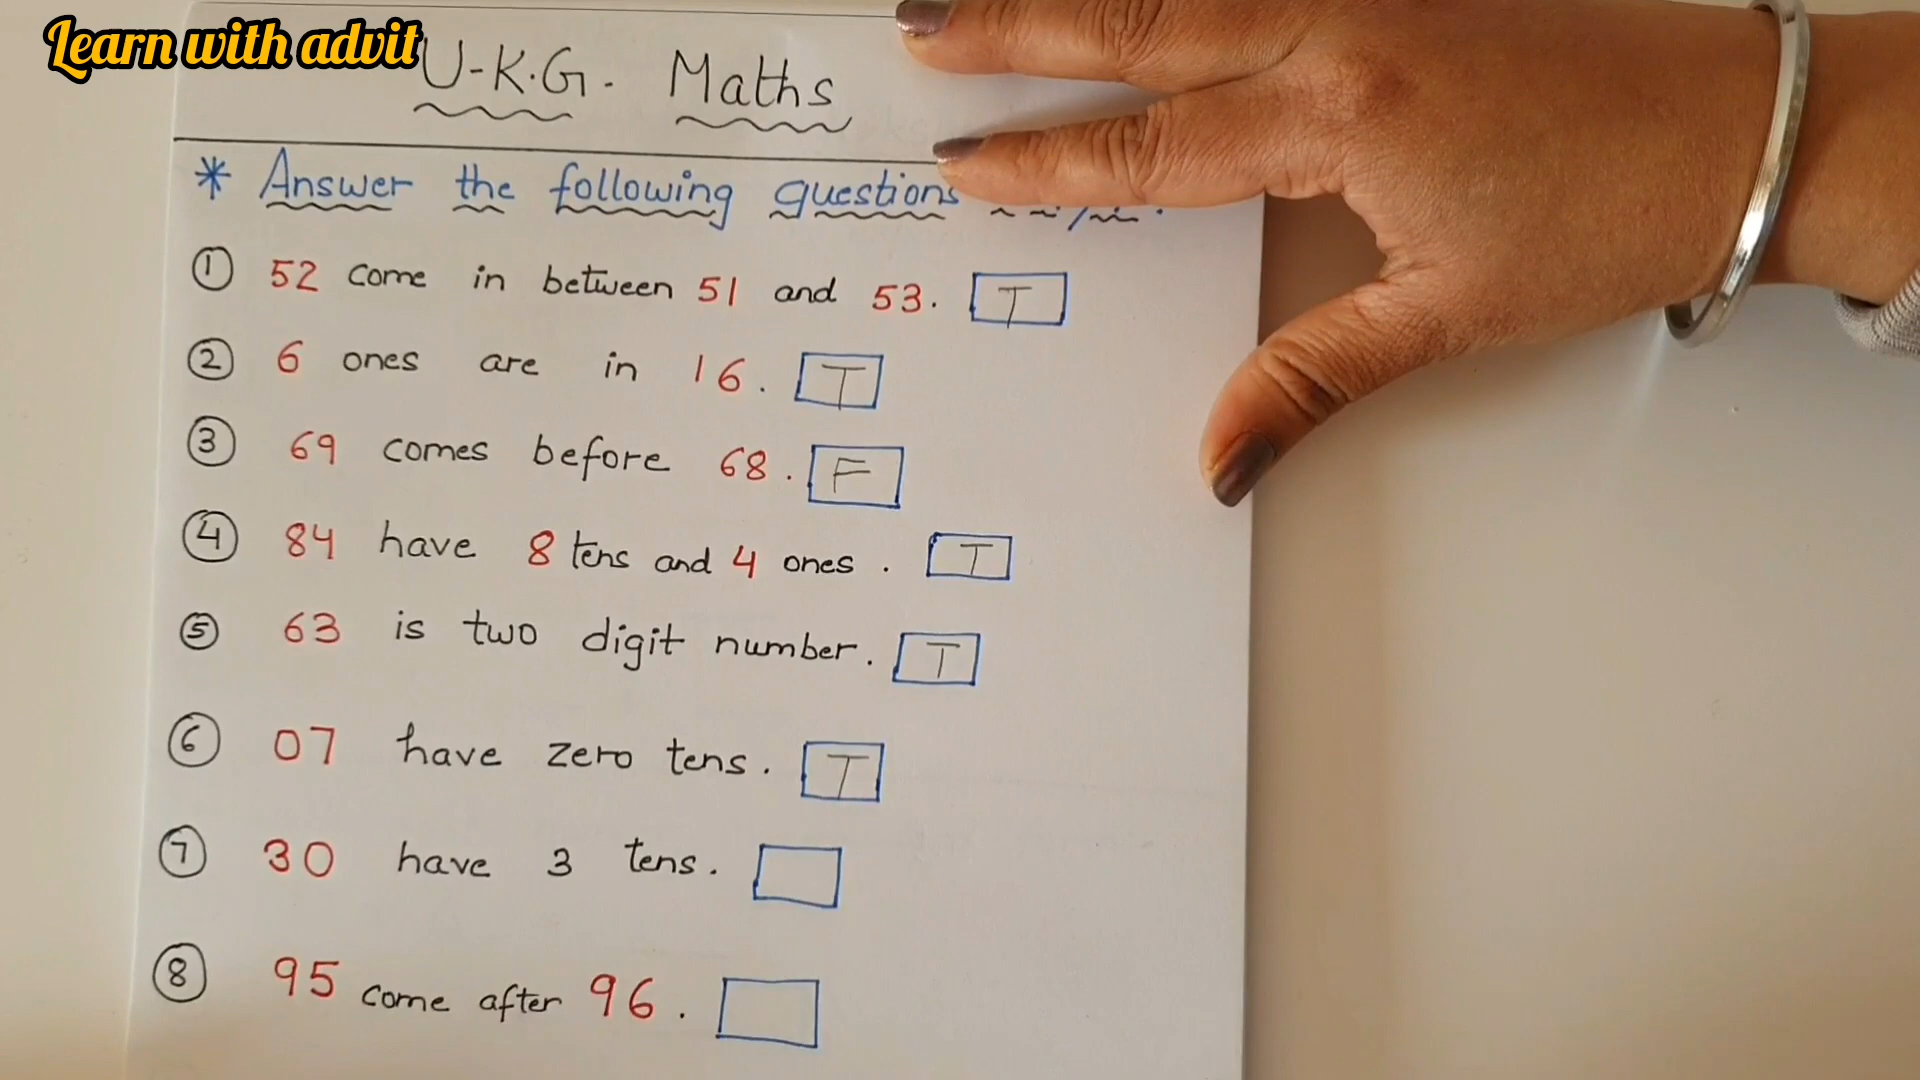 Learn with advit
U-K.G. Maths
* Answer the following questions
① 52 come in between 51 and 53. T
② 6 ones are in 16. T
③ 69 comes before 68. F
④ 84 have 8 tens and 4 ones. T
⑤ 63 is two digit number. T
⑥ 07 have zero tens. T
⑦ 30 have 3 tens.
⑧ 95 come after 96.